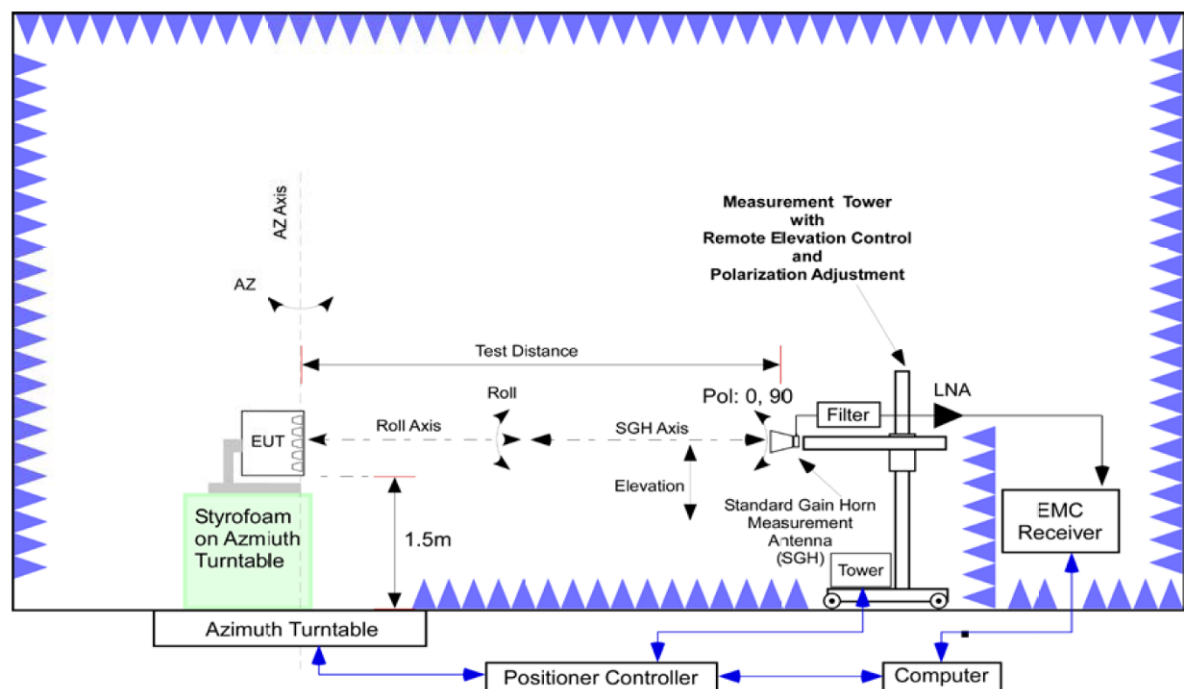 AZ Axis
AZ
Measurement Tower
with
Remote Elevation Control
and
Polarization Adjustment
Test Distance
Roll
Pol: 0, 90
Filter
LNA
EUT
Roll Axis
SGH Axis
Elevation
Standard Gain Horn
Measurement
Antenna
(SGH)
EMC
Receiver
Styrofoam
on Azmiuth
Turntable
1.5m
Tower
Azimuth Turntable
Positioner Controller
Computer